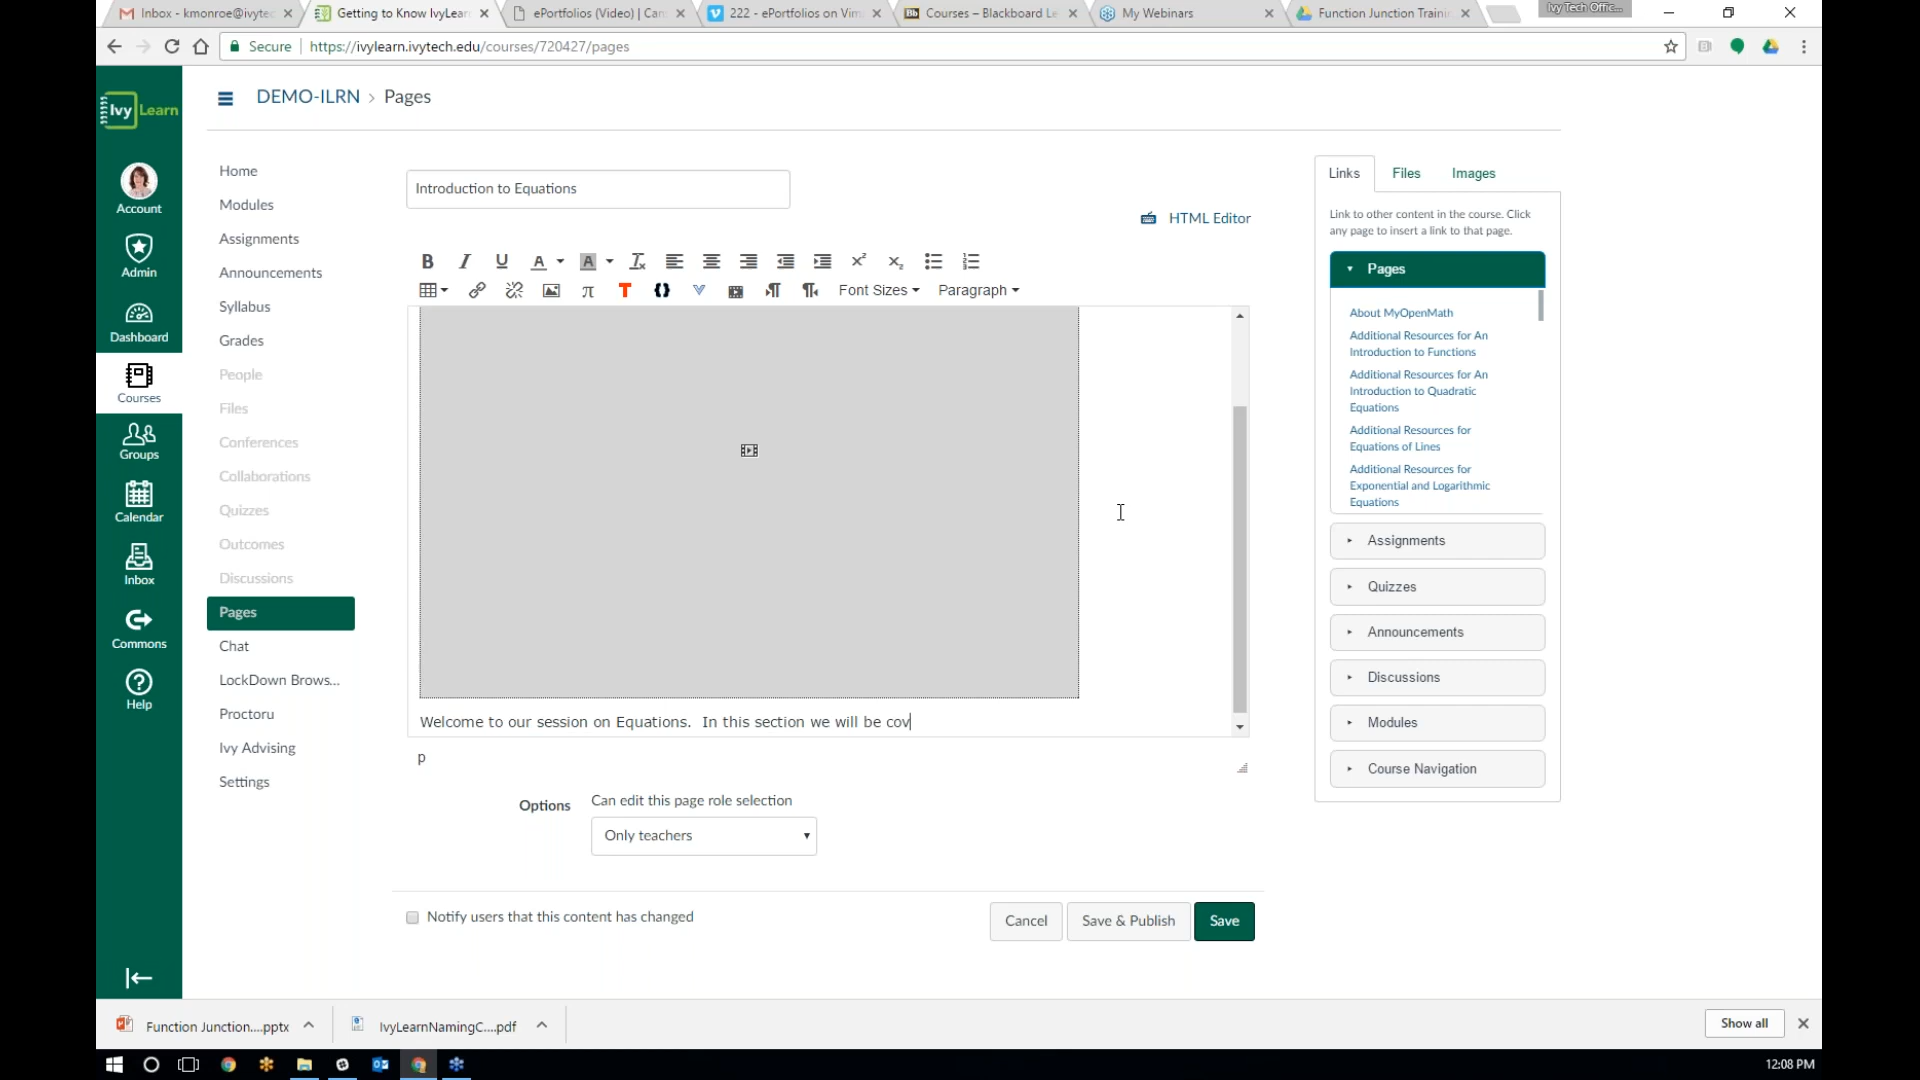 Inbox - kmonroe@ivytec
Getting to Know IvyLear
ePortfolios (Video) | Can
222 - ePortfolios on Vim
Courses – Blackboard Le
My Webinars
Function Junction Traini
Ivy Tech Offic...
Secure
https://ivylearn.ivytech.edu/courses/720427/pages
Ivy Learn
DEMO-ILRN › Pages
Account
Admin
Dashboard
Courses
Groups
Calendar
Inbox
Commons
Help
Home
Modules
Assignments
Announcements
Syllabus
Grades
People
Files
Conferences
Collaborations
Quizzes
Outcomes
Discussions
Pages
Chat
LockDown Brows...
Proctoru
Ivy Advising
Settings
Introduction to Equations
HTML Editor
Font Sizes
Paragraph
Welcome to our session on Equations. In this section we will be cov
p
Options
Can edit this page role selection
Only teachers
Notify users that this content has changed
Cancel
Save & Publish
Save
Links
Files
Images
Link to other content in the course. Click
any page to insert a link to that page.
Pages
About MyOpenMath
Additional Resources for An
Introduction to Functions
Additional Resources for An
Introduction to Quadratic
Equations
Additional Resources for
Equations of Lines
Additional Resources for
Exponential and Logarithmic
Equations
Assignments
Quizzes
Announcements
Discussions
Modules
Course Navigation
Function Junction....pptx
IvyLearnNamingC....pdf
Show all
12:08 PM